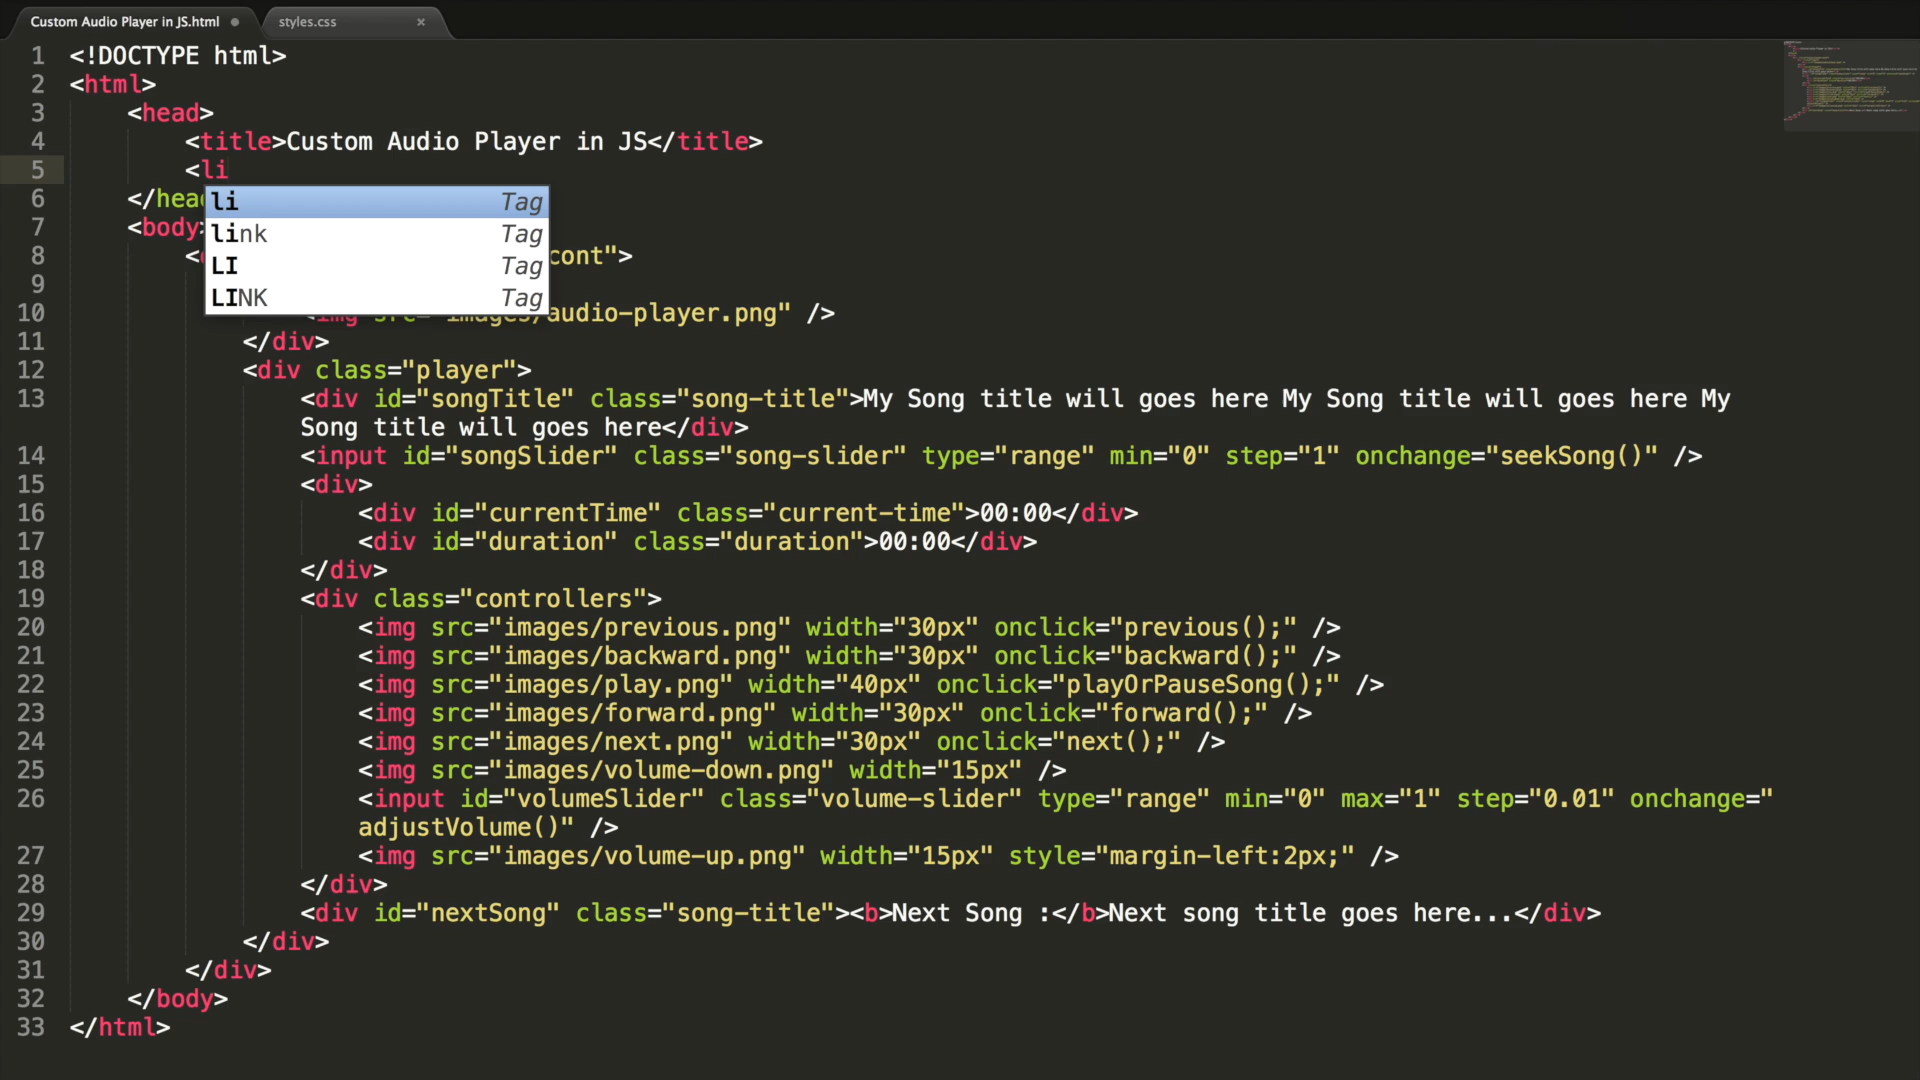 Custom Audio Player in JS.html
styles.css ×
1 <!DOCTYPE html>
2 <html>
3 <head>
4 <title>Custom Audio Player in JS</title>
5 <li
li Tag
link Tag
LI Tag
LINK Tag
6 </head
7 <body>
8 < cont">
9
10 <img src="images/audio-player.png" />
11 </div>
12 <div class="player">
13 <div id="songTitle" class="song-title">My Song title will goes here My Song title will goes here My
Song title will goes here</div>
14 <input id="songSlider" class="song-slider" type="range" min="0" step="1" onchange="seekSong()" />
15 <div>
16 <div id="currentTime" class="current-time">00:00</div>
17 <div id="duration" class="duration">00:00</div>
18 </div>
19 <div class="controllers">
20 <img src="images/previous.png" width="30px" onclick="previous();" />
21 <img src="images/backward.png" width="30px" onclick="backward();" />
22 <img src="images/play.png" width="40px" onclick="playOrPauseSong();" />
23 <img src="images/forward.png" width="30px" onclick="forward();" />
24 <img src="images/next.png" width="30px" onclick="next();" />
25 <img src="images/volume-down.png" width="15px" />
26 <input id="volumeSlider" class="volume-slider" type="range" min="0" max="1" step="0.01" onchange="
adjustVolume()" />
27 <img src="images/volume-up.png" width="15px" style="margin-left:2px;" />
28 </div>
29 <div id="nextSong" class="song-title"><b>Next Song :</b>Next song title goes here...</div>
30 </div>
31 </div>
32 </body>
33 </html>